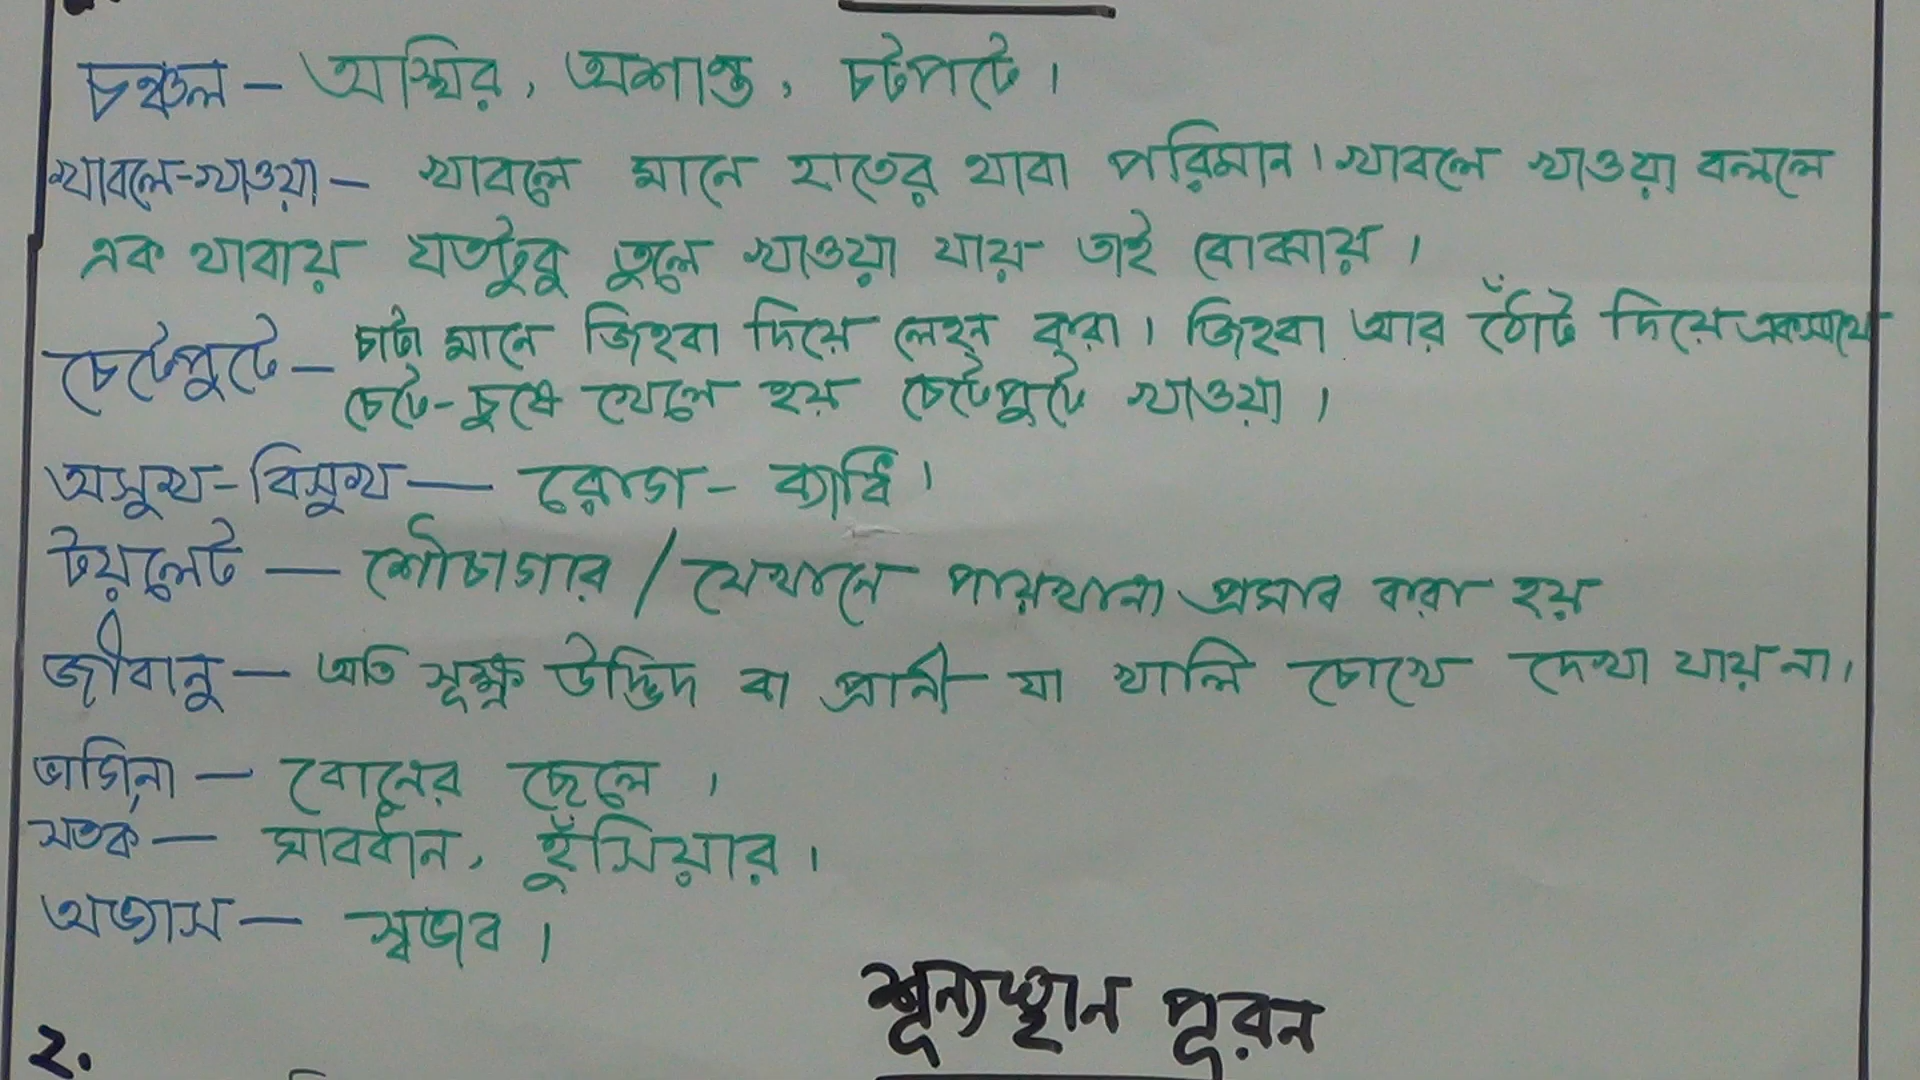 চঞ্চল - অস্থির, অশান্ত, চটপটে।
খাবলে-খাওয়া - খাবলে মানে হাতের থাবা পরিমান। খাবলে খাওয়া বললে
এক থাবায় যতটুকু তুলে খাওয়া যায় তাই বোঝায়।
চেটেপুটে - চাটা মানে জিহবা দিয়ে লেহন করা। জিহবা আর ঠোঁট দিয়ে একসাথে
চেটে-চুষে খেলে হয় চেটেপুটে খাওয়া।
অসুখ-বিসুখ - রোগ - ব্যাধি।
টয়লেট - শৌচাগার / যেখানে পায়খানা প্রসাব করা হয়
জীবানু - অতি সূক্ষ্ম উদ্ভিদ বা প্রানী যা খালি চোখে দেখা যায় না।
ভাগিনা - বোনের ছেলে।
সতর্ক - সাবধান, হুঁসিয়ার।
অভ্যাস - স্বভাব।
শূন্যস্থান পূরন
২.